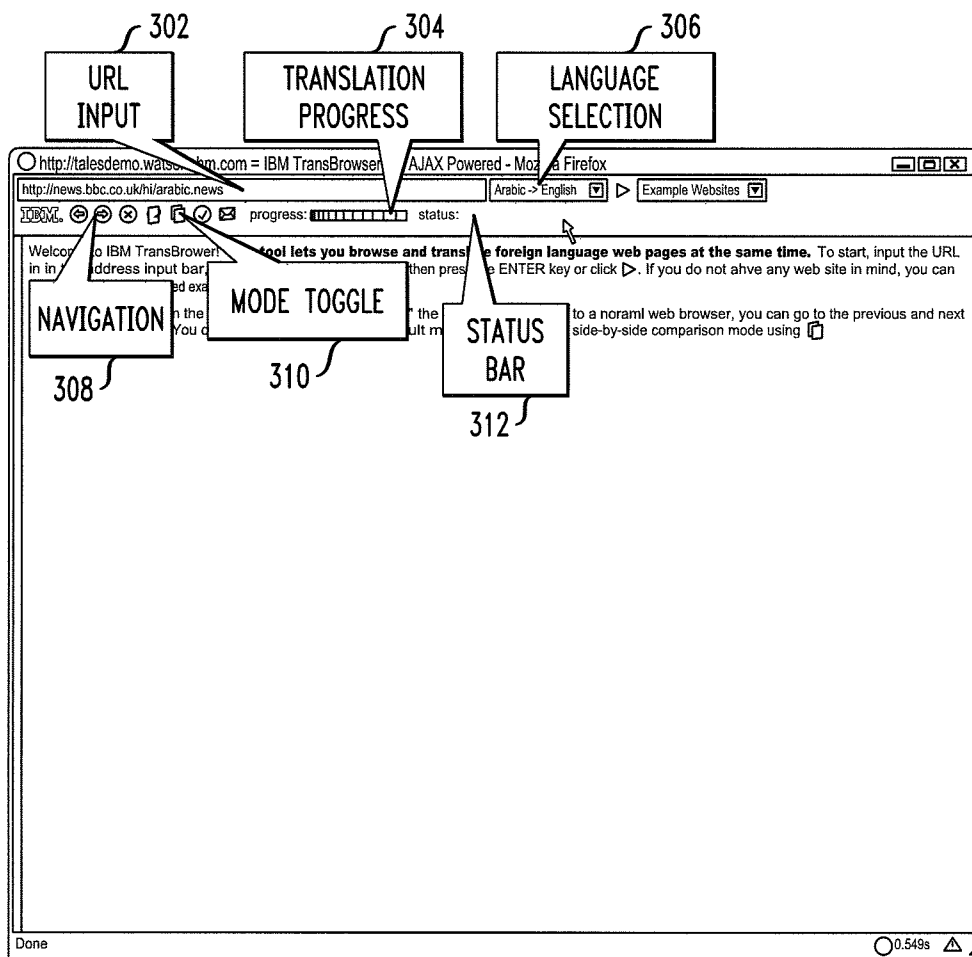 302
304
306
URL
INPUT
TRANSLATION
PROGRESS
LANGUAGE
SELECTION
http://talesdemo.watso bm.com = IBM TransBrowser AJAX Powered - Moz a Firefox
http://news.bbc.co.uk/hi/arabic.news Arabic -> English Example Websites
IBM. progress: status:
Welco to IBM TransBrower! tool lets you browse and trans e foreign language web pages at the same time. To start, input the URL
in in address input bar, then pres e ENTER key or click ▷. If you do not ahve any web site in mind, you can
ed exa
n the " the to a noraml web browser, you can go to the previous and next
You c ult m side-by-side comparison mode using
NAVIGATION
MODE TOGGLE
STATUS
BAR
308
310
312
Done 0.549s